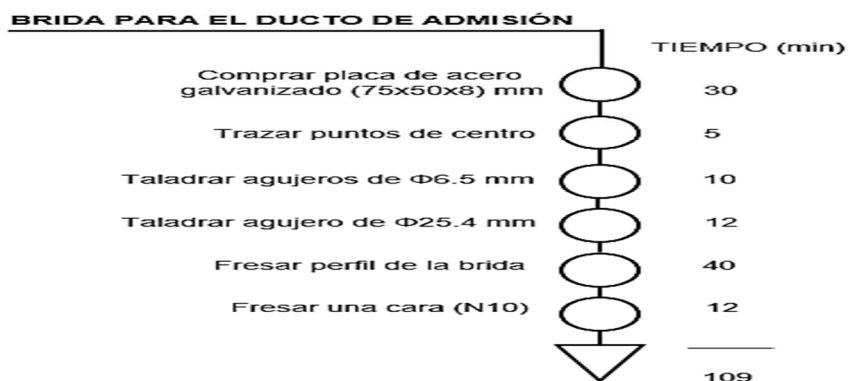 BRIDA PARA EL DUCTO DE ADMISIÓN
TIEMPO (min)
Comprar placa de acero
galvanizado (75x50x8) mm 30
Trazar puntos de centro 5
Taladrar agujeros de Φ6.5 mm 10
Taladrar agujero de Φ25.4 mm 12
Fresar perfil de la brida 40
Fresar una cara (N10) 12
109